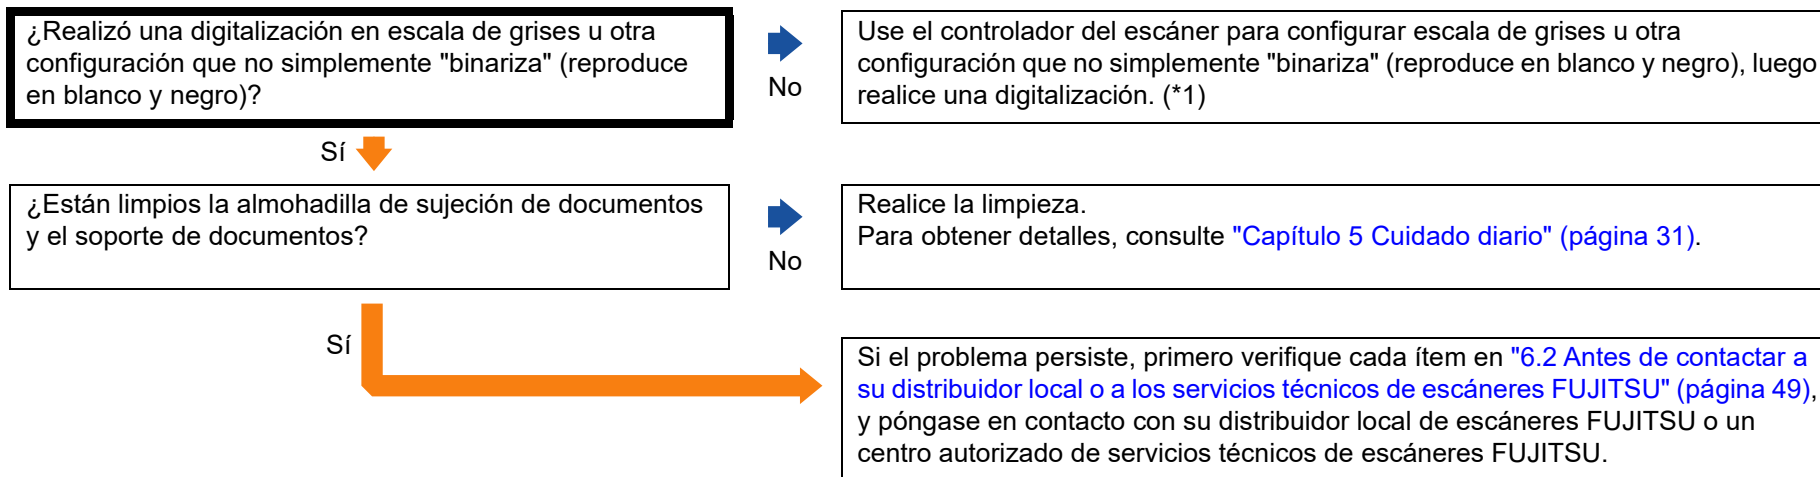 ¿Realizó una digitalización en escala de grises u otra
configuración que no simplemente "binariza" (reproduce
en blanco y negro)?
No
Use el controlador del escáner para configurar escala de grises u otra
configuración que no simplemente "binariza" (reproduce en blanco y negro), luego
realice una digitalización. (*1)
Sí
¿Están limpios la almohadilla de sujeción de documentos
y el soporte de documentos?
No
Realice la limpieza.
Para obtener detalles, consulte "Capítulo 5 Cuidado diario" (página 31).
Sí
Si el problema persiste, primero verifique cada ítem en "6.2 Antes de contactar a
su distribuidor local o a los servicios técnicos de escáneres FUJITSU" (página 49),
y póngase en contacto con su distribuidor local de escáneres FUJITSU o un
centro autorizado de servicios técnicos de escáneres FUJITSU.